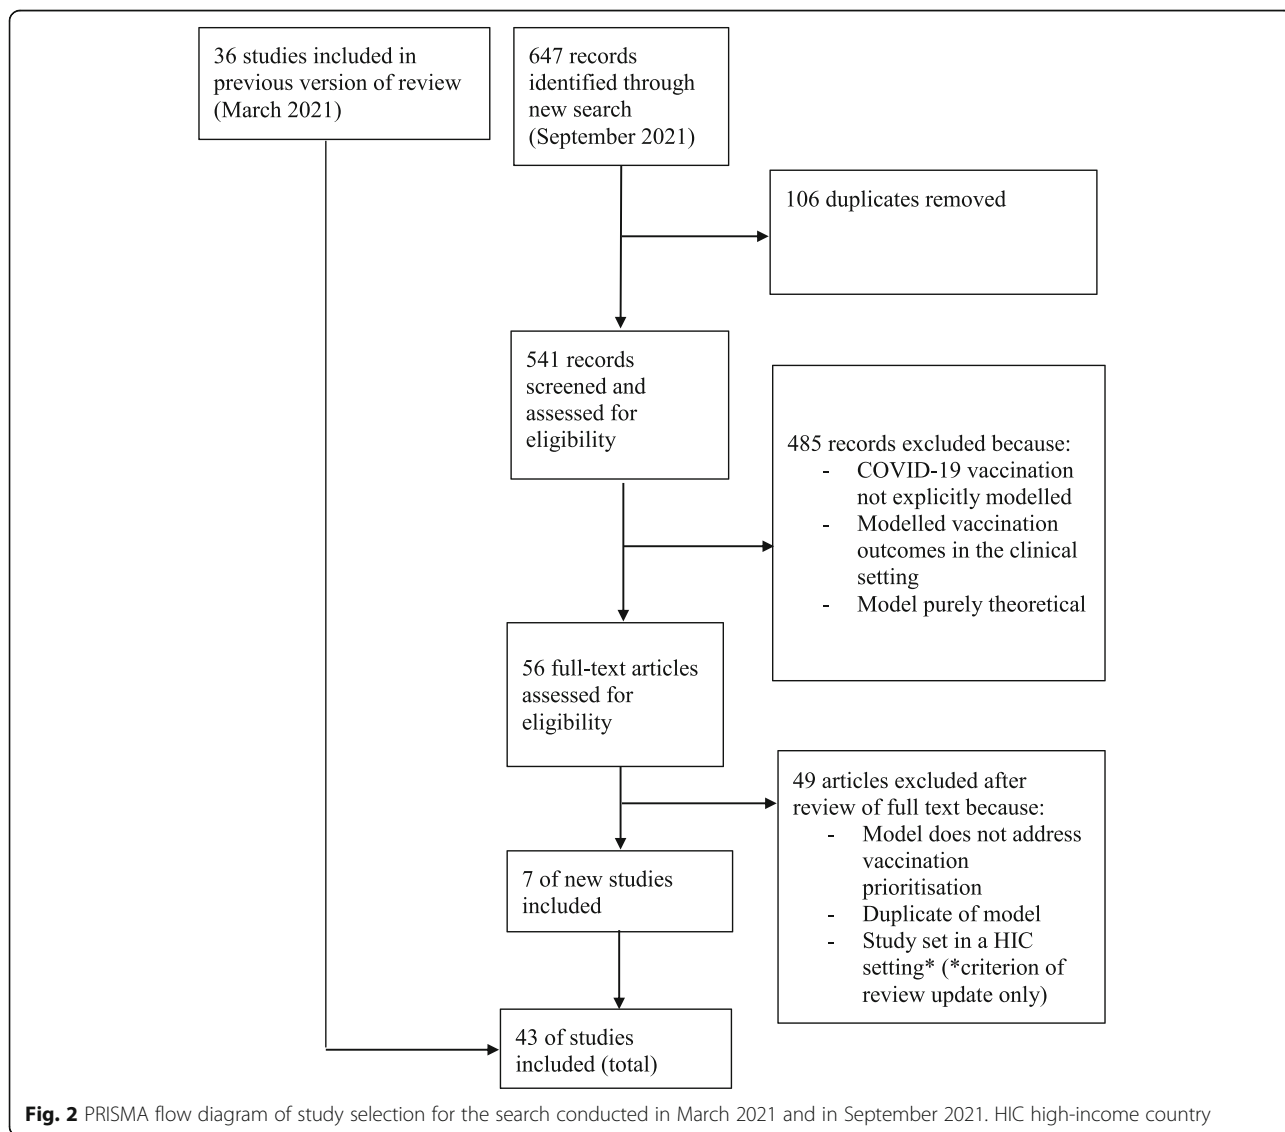 36 studies included in
previous version of review
(March 2021)
647 records
identified through
new search
(September 2021)
106 duplicates removed
541 records
screened and
assessed for
eligibility
485 records excluded because:
- COVID-19 vaccination
not explicitly modelled
- Modelled vaccination
outcomes in the clinical
setting
- Model purely theoretical
56 full-text articles
assessed for
eligibility
49 articles excluded after
review of full text because:
- Model does not address
vaccination
prioritisation
- Duplicate of model
- Study set in a HIC
setting* (*criterion of
review update only)
7 of new studies
included
43 of studies
included (total)
Fig. 2 PRISMA flow diagram of study selection for the search conducted in March 2021 and in September 2021. HIC high-income country